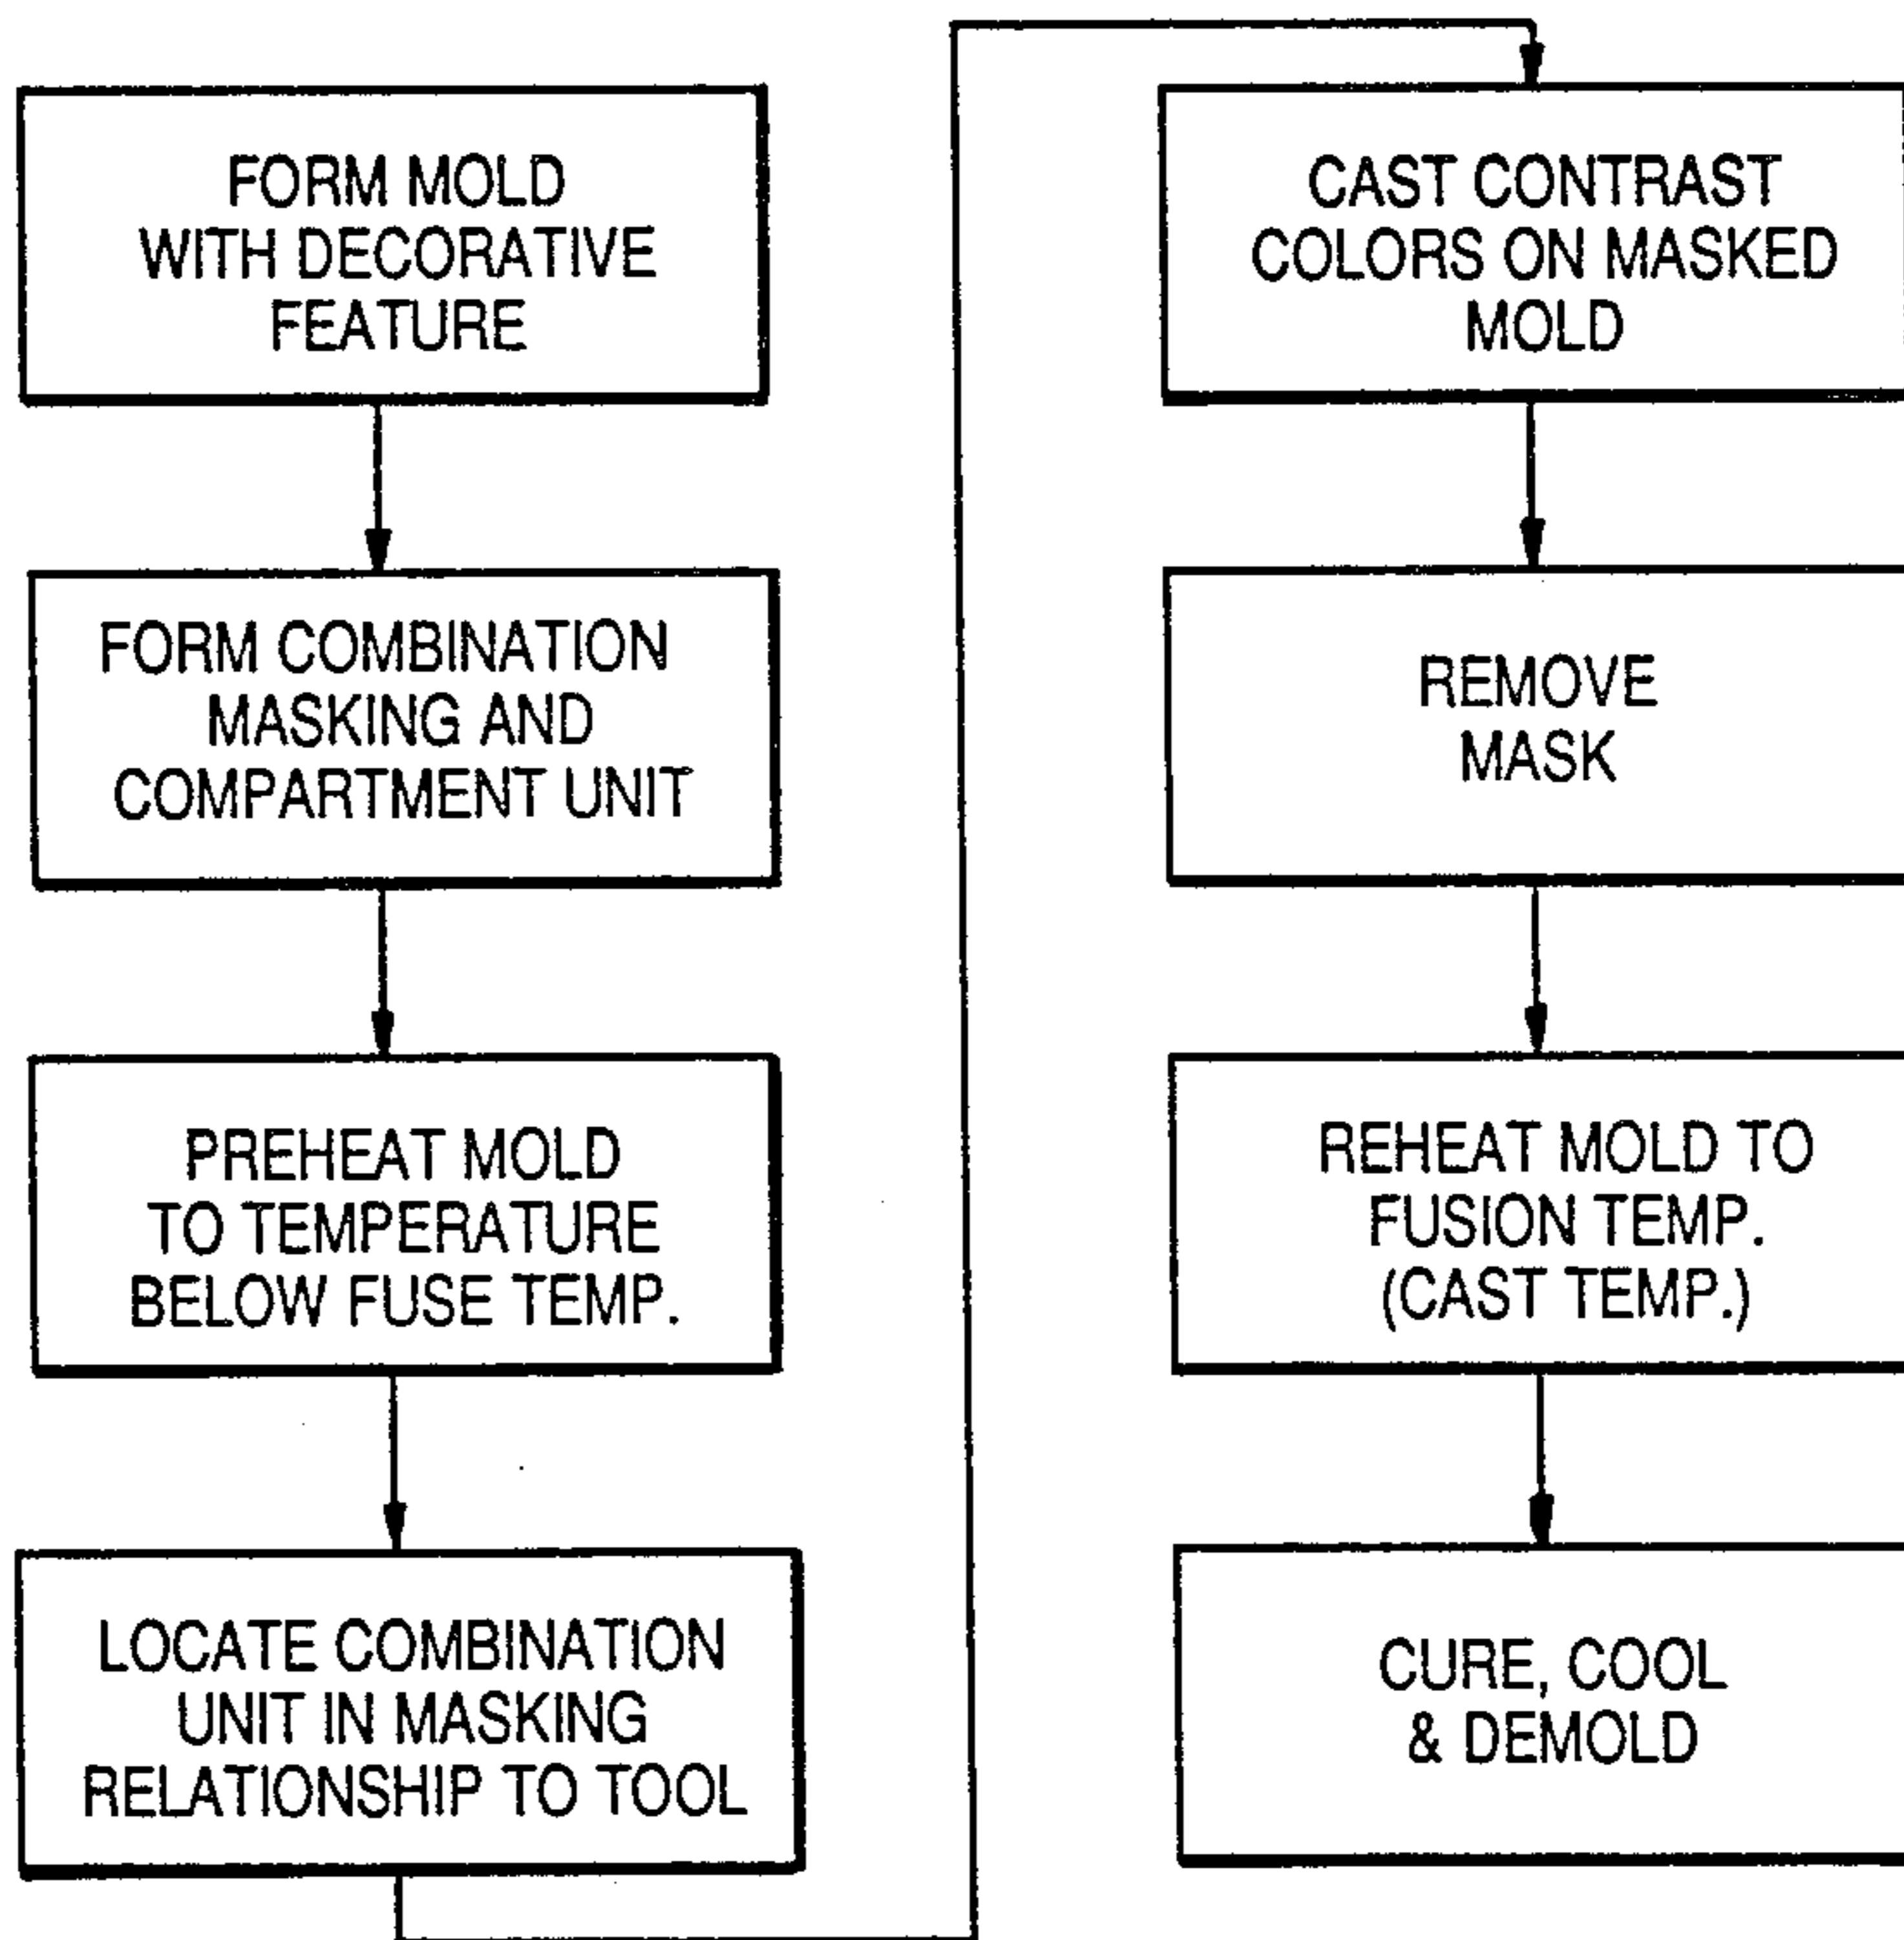 FORM MOLD
WITH DECORATIVE
FEATURE
FORM COMBINATION
MASKING AND
COMPARTMENT UNIT
PREHEAT MOLD
TO TEMPERATURE
BELOW FUSE TEMP.
LOCATE COMBINATION
UNIT IN MASKING
RELATIONSHIP TO TOOL
CAST CONTRAST
COLORS ON MASKED
MOLD
REMOVE
MASK
REHEAT MOLD TO
FUSION TEMP.
(CAST TEMP.)
CURE, COOL
& DEMOLD